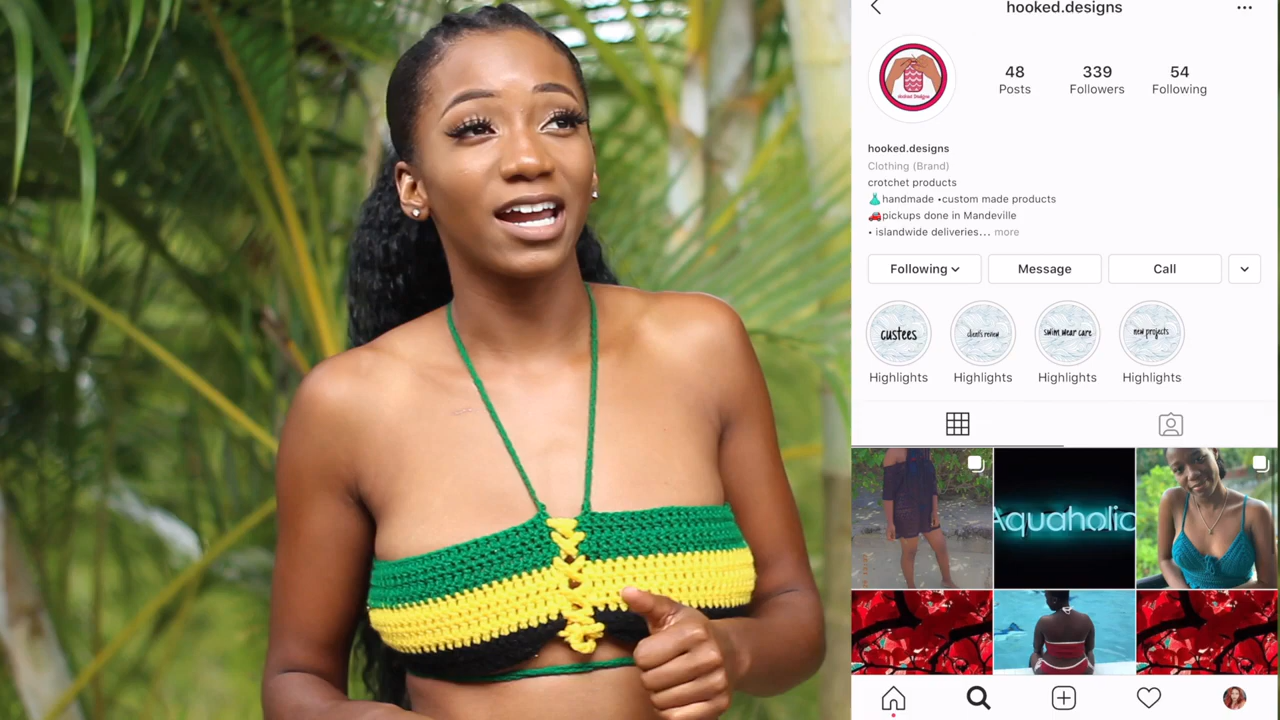 hooked.designs
48
Posts
339
Followers
54
Following
hooked.designs
Clothing (Brand)
crotchet products
👗handmade •custom made products
🚗pickups done in Mandeville
• islandwide deliveries... more
Following
Message
Call
custees
client's review
swim wear care
new projects
Highlights
Highlights
Highlights
Highlights
Aquaholic